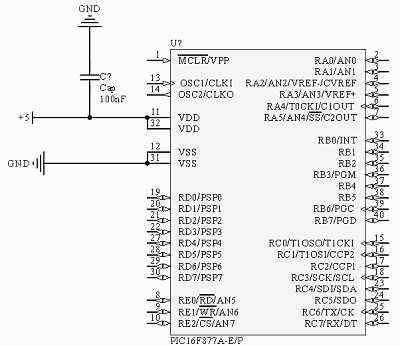 GND
U?
1 MCLR/VPP RA0/AN0 2
RA1/AN1 3
C?
Cap
100nF
13 OSC1/CLKI RA2/AN2/VREF-/CVREF 4
14 OSC2/CLKO RA3/AN3/VREF+ 5
RA4/T0CKI/C1OUT 6
+5 11 VDD RA5/AN4/SS/C2OUT 7
32 VDD
RB0/INT 33
12 VSS RB1 34
GND 31 VSS RB2 35
RB3/PGM 36
RB4 37
19 RD0/PSP0 RB5 38
20 RD1/PSP1 RB6/PGC 39
21 RD2/PSP2 RB7/PGD 40
22 RD3/PSP3
27 RD4/PSP4 RC0/T1OSO/T1CKI 15
28 RD5/PSP5 RC1/T1OSI/CCP2 16
29 RD6/PSP6 RC2/CCP1 17
30 RD7/PSP7 RC3/SCK/SCL 18
RC4/SDI/SDA 23
8 RE0/RD/AN5 RC5/SDO 24
9 RE1/WR/AN6 RC6/TX/CK 25
10 RE2/CS/AN7 RC7/RX/DT 26
PIC16F877A-E/P